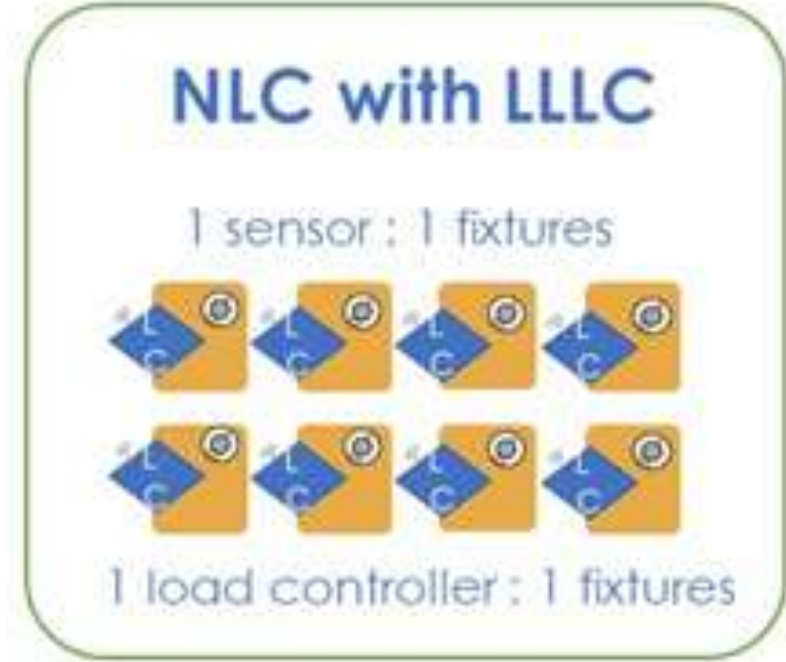 NLC with LLLC
1 sensor : 1 fixtures
L L L L
C C C C
L L L L
C C C C
1 load controller : 1 fixtures